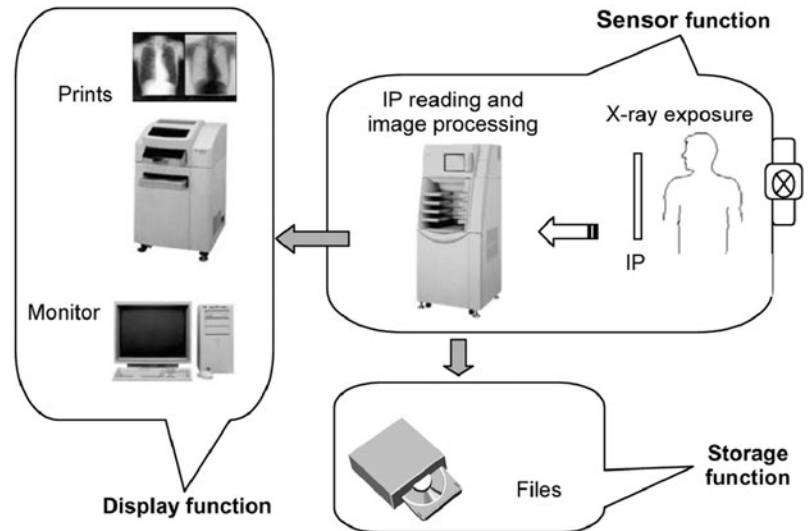 Sensor function
Prints
IP reading and
image processing
X-ray exposure
IP
Monitor
Files
Storage
function
Display function